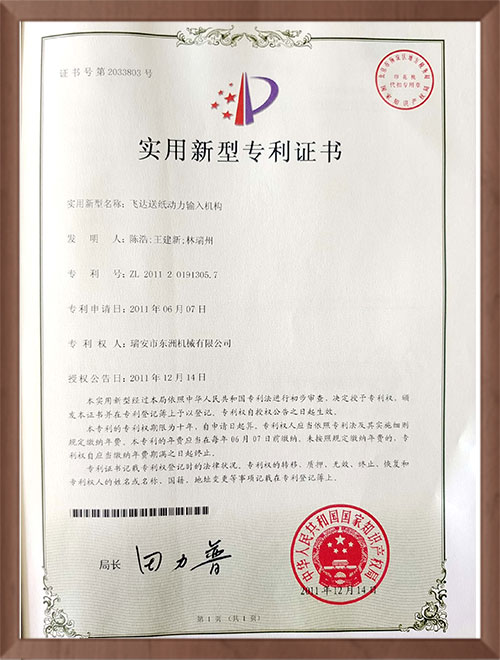 证书号第2033803号
印花税
代扣专用章
国家知识产权局
实用新型专利证书
实用新型名称：飞达送纸动力输入机构
发 明 人：陈浩;王建新;林瑞州
专 利 号：ZL 2011 2 0191305.7
专利申请日：2011年06月07日
专 利 权 人：瑞安市东洲机械有限公司
授权公告日：2011年12月14日
本实用新型经过本局依照中华人民共和国专利法进行初步审查，决定授予专利权，颁
发本证书并在专利登记簿上予以登记。专利权自授权公告之日起生效。
本专利的专利权期限为十年，自申请日起算。专利权人应当依照专利法及其实施细则
规定缴纳年费。本专利的年费应当在每年06月07日前缴纳。未按照规定缴纳年费的，专
利权自应当缴纳年费期满之日起终止。
专利证书记载专利权登记时的法律状况。专利权的转移、质押、无效、终止、恢复和
专利权人的姓名或名称、国籍、地址变更等事项记载在专利登记簿上。
局长 田力普
中华人民共和国国家知识产权局
2011年12月14日
第1页（共1页）